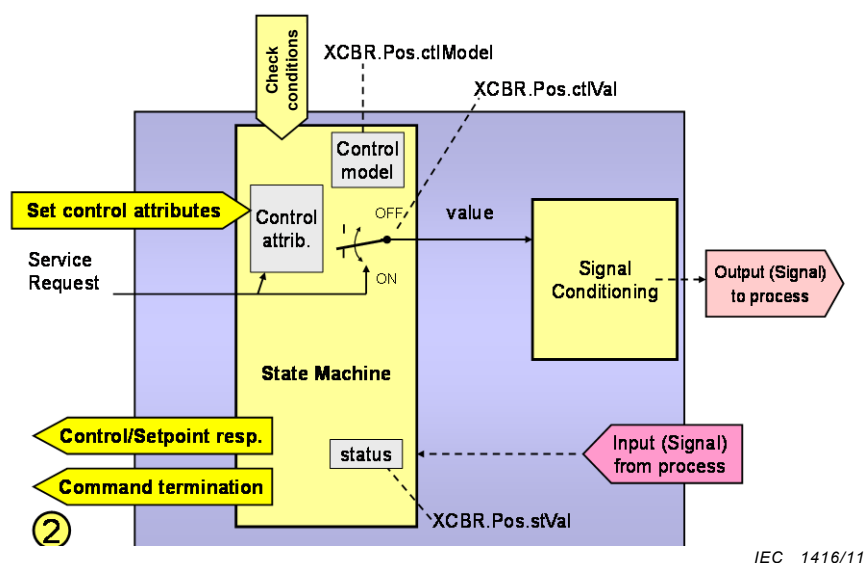 Check
conditions
XCBR.Pos.ctlModel
XCBR.Pos.ctlVal
Control
model
Set control attributes
Control
attrib.
OFF
value
Service
Request
ON
Signal
Conditioning
Output (Signal)
to process
State Machine
Control/Setpoint resp.
status
Input (Signal)
from process
Command termination
XCBR.Pos.stVal
2
IEC 1416/11